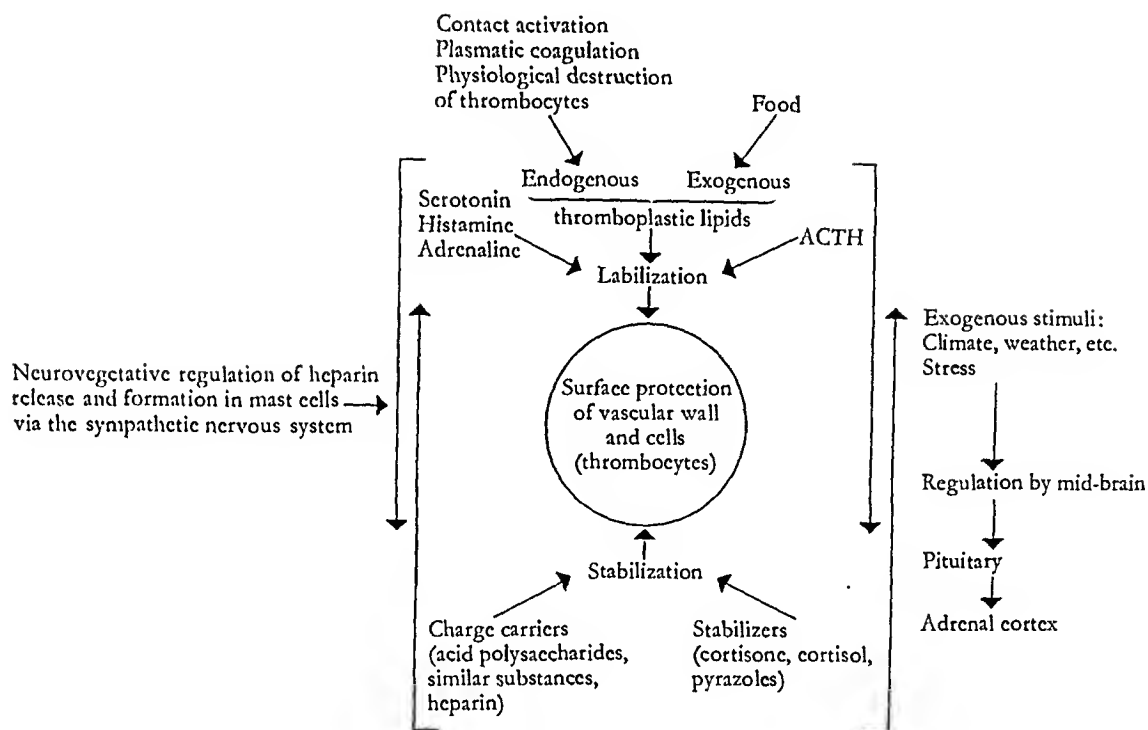 Contact activation
Plasmatic coagulation
Physiological destruction
of thrombocytes
Food
Endogenous
Exogenous
thromboplastic lipids
Serotonin
Histamine
Adrenaline
ACTH
Labilization
Neurovegetative regulation of heparin
release and formation in mast cells
via the sympathetic nervous system
Surface protection
of vascular wall
and cells
(thrombocytes)
Exogenous stimuli:
Climate, weather, etc.
Stress
Regulation by mid-brain
Pituitary
Adrenal cortex
Stabilization
Charge carriers
(acid polysaccharides,
similar substances,
heparin)
Stabilizers
(cortisone, cortisol,
pyrazoles)